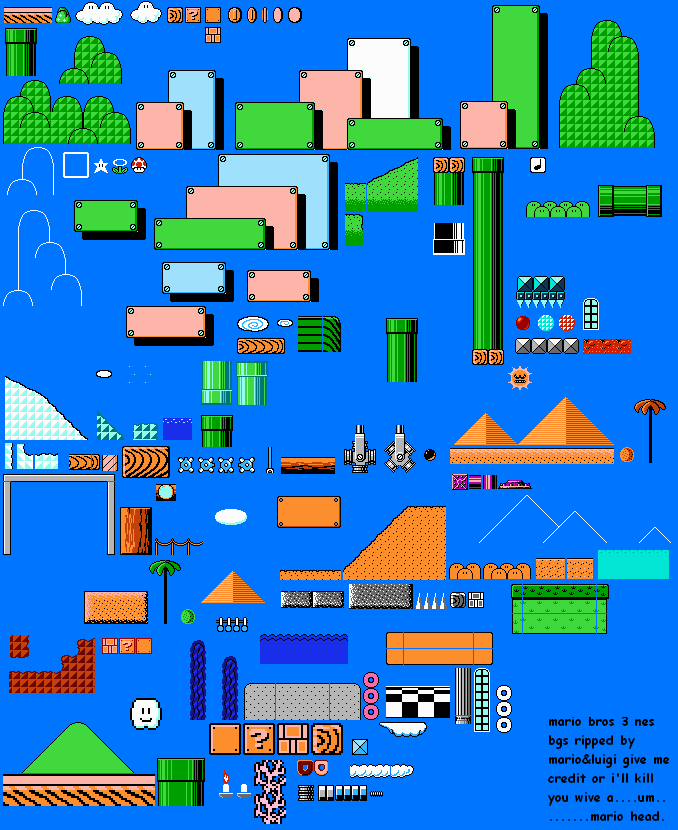 mario bros 3 nes
bgs ripped by
mario&luigi give me
credit or i'll kill
you wive a....um..
.......mario head.